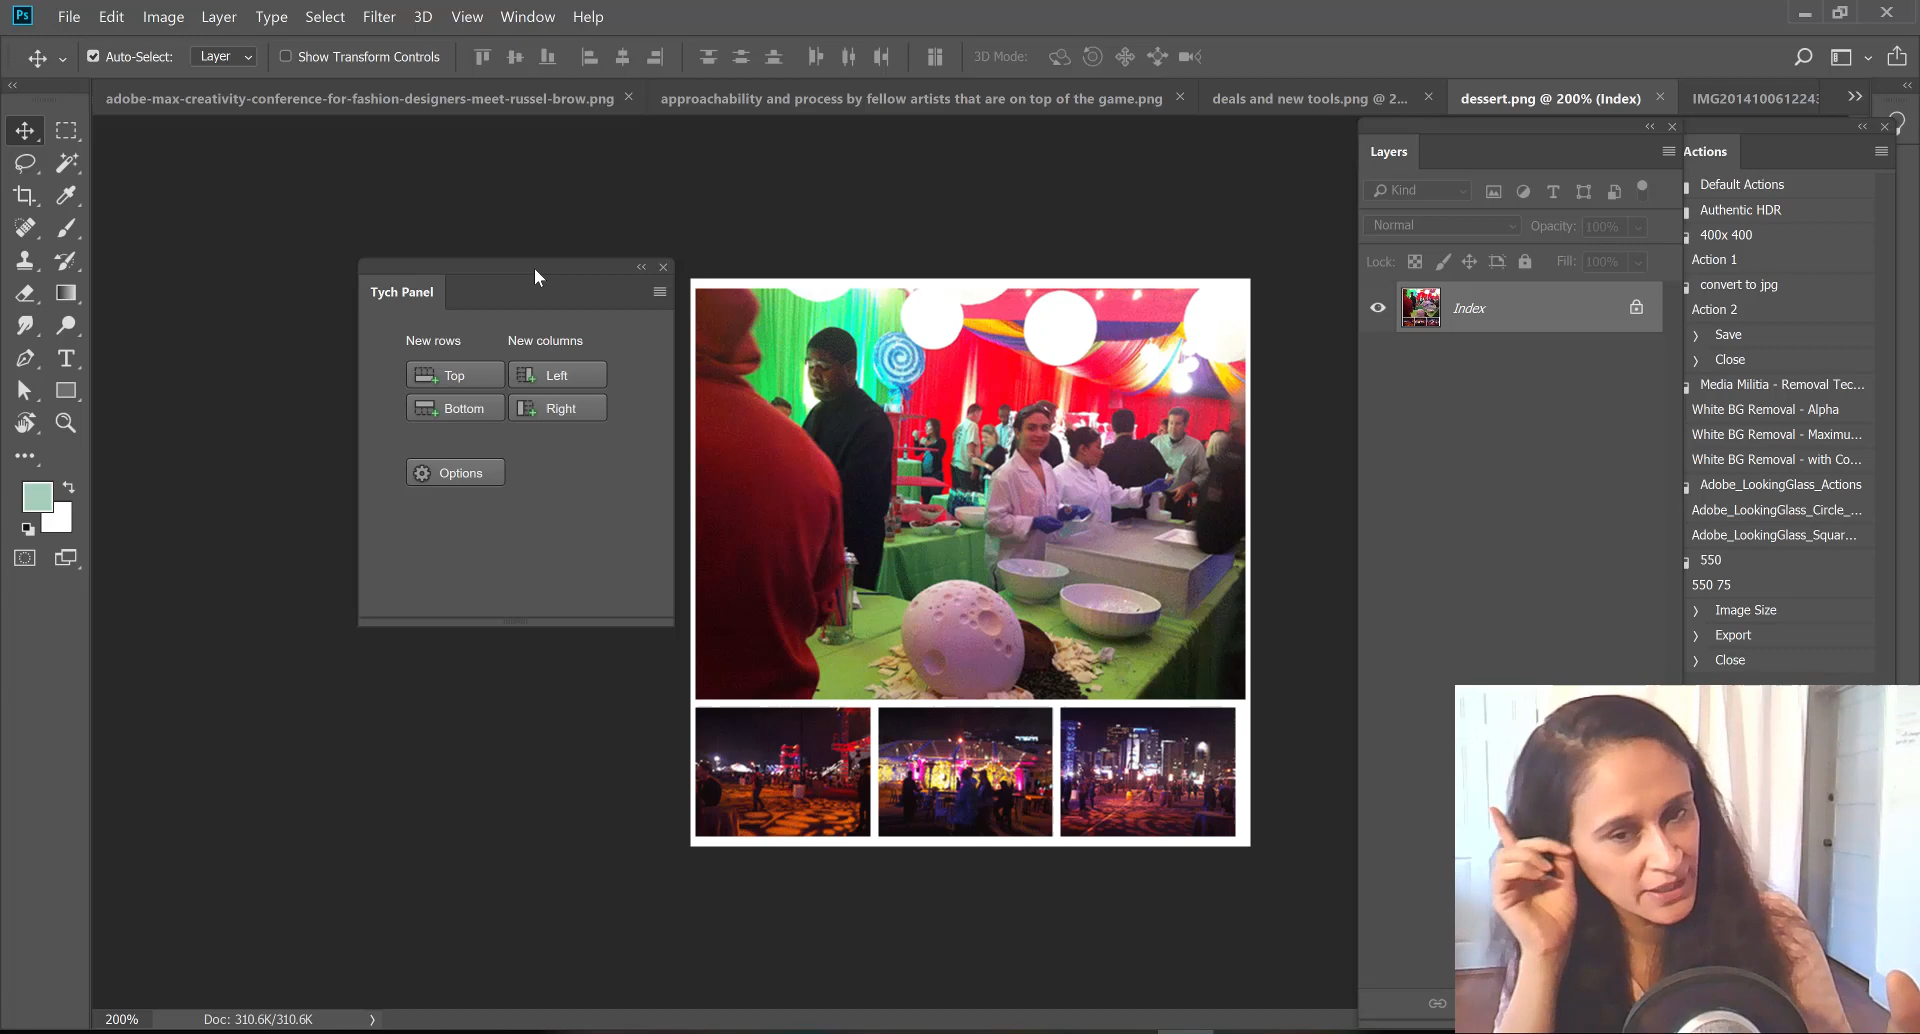 Ps File Edit Image Layer Type Select Filter 3D View Window Help
Auto-Select: Layer Show Transform Controls 3D Mode:
adobe-max-creativity-conference-for-fashion-designers-meet-russel-brow.png approachability and process by fellow artists that are on top of the game.png deals and new tools.png @ 2... dessert.png @ 200% (Index) IMG2014100612243
Tych Panel
New rows New columns
Top Left
Bottom Right
Options
Layers
Kind
Normal Opacity: 100%
Lock: Fill: 100%
Index
Actions
Default Actions
Authentic HDR
400x 400
Action 1
convert to jpg
Action 2
Save
Close
Media Militia - Removal Tec...
White BG Removal - Alpha
White BG Removal - Maximu...
White BG Removal - with Co...
Adobe_LookingGlass_Actions
Adobe_LookingGlass_Circle_...
Adobe_LookingGlass_Squar...
550
550 75
Image Size
Export
Close
200% Doc: 310.6K/310.6K